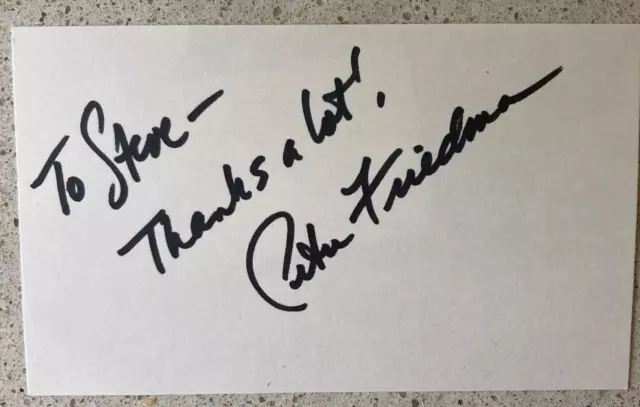 To Steve-
Thanks a lot!
Peter Friedman